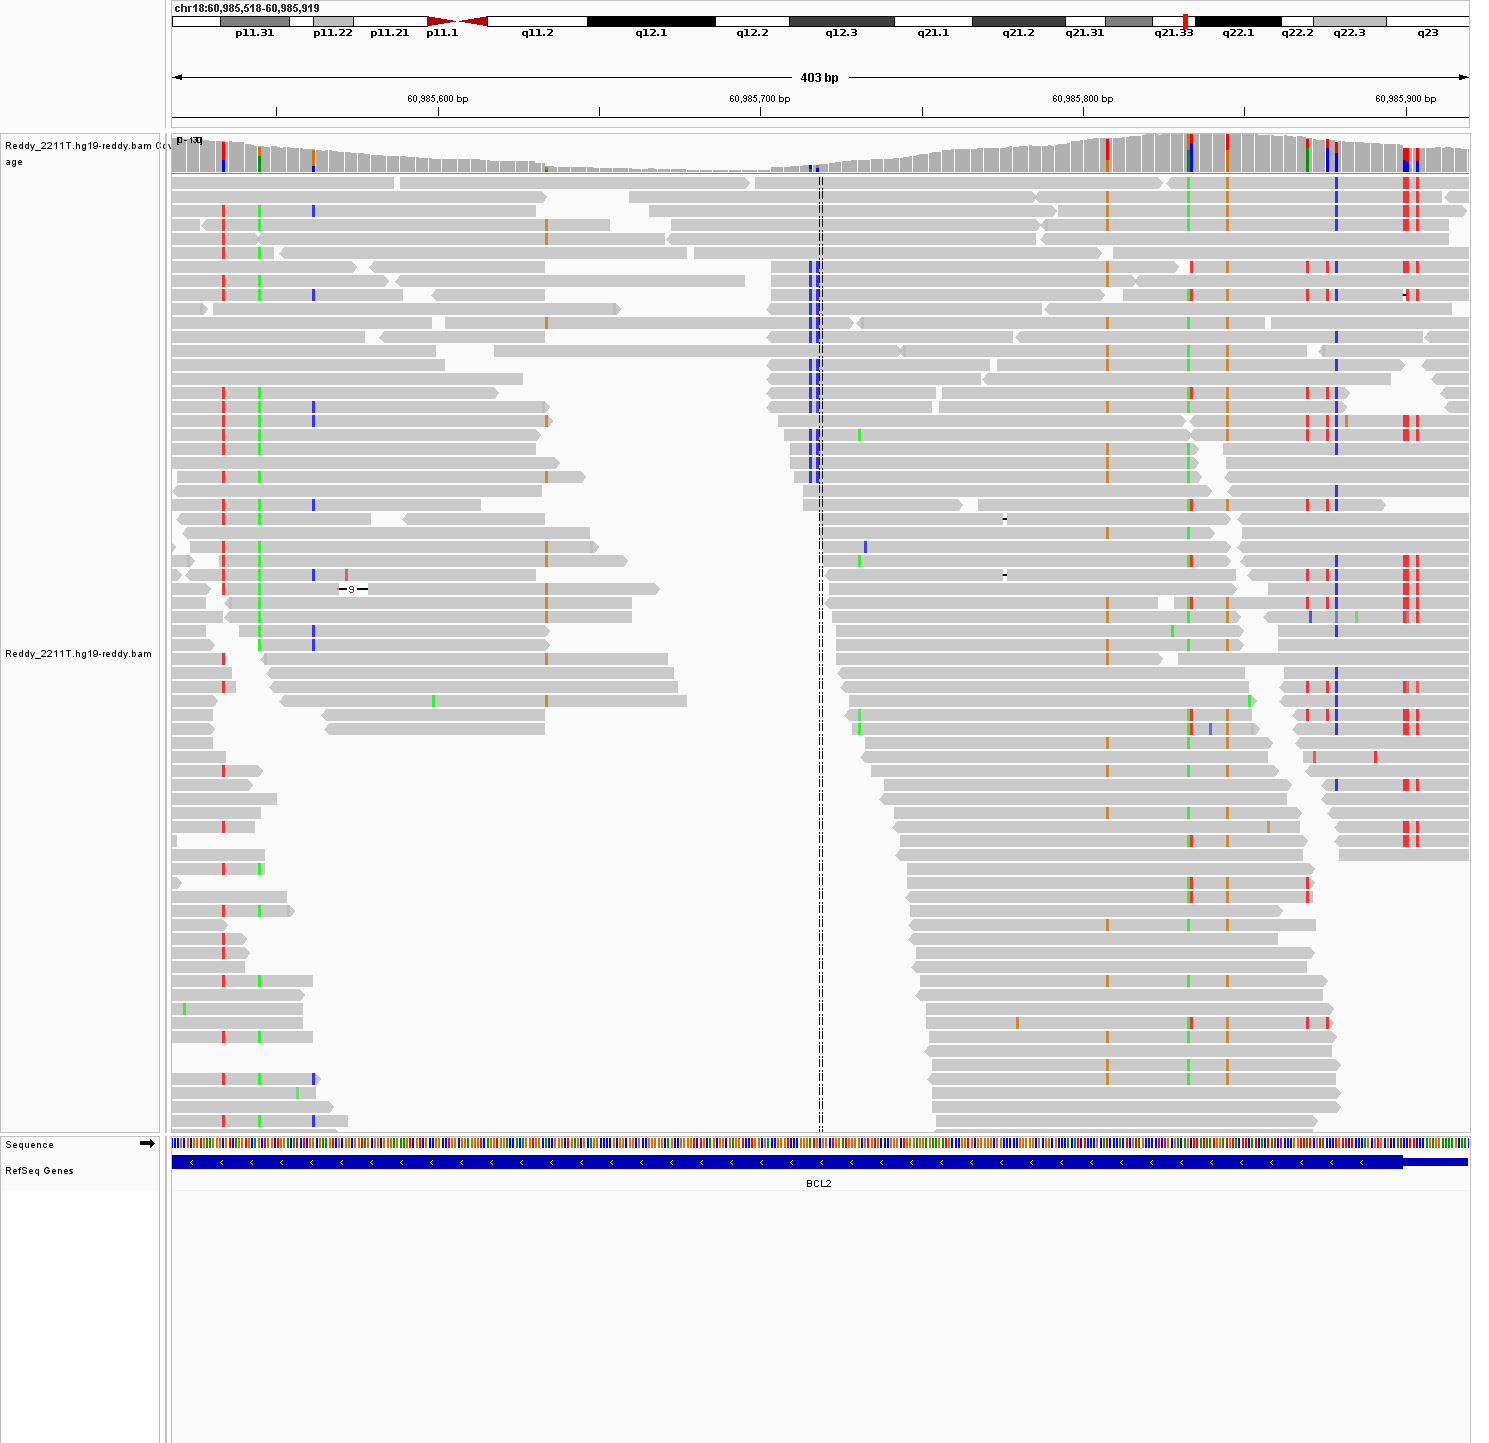 chr18:60,985,518-60,985,919
p11.31 p11.22 p11.21 p11.1 q11.2 q12.1 q12.2 q12.3 q21.1 q21.2 q21.31 q21.33 q22.1 q22.2 q22.3 q23
403 bp
60,985,600 bp 60,985,700 bp 60,985,800 bp 60,985,900 bp
Reddy_2211T.hg19-reddy.bam Cov
age
Reddy_2211T.hg19-reddy.bam
9
Sequence
RefSeq Genes
BCL2